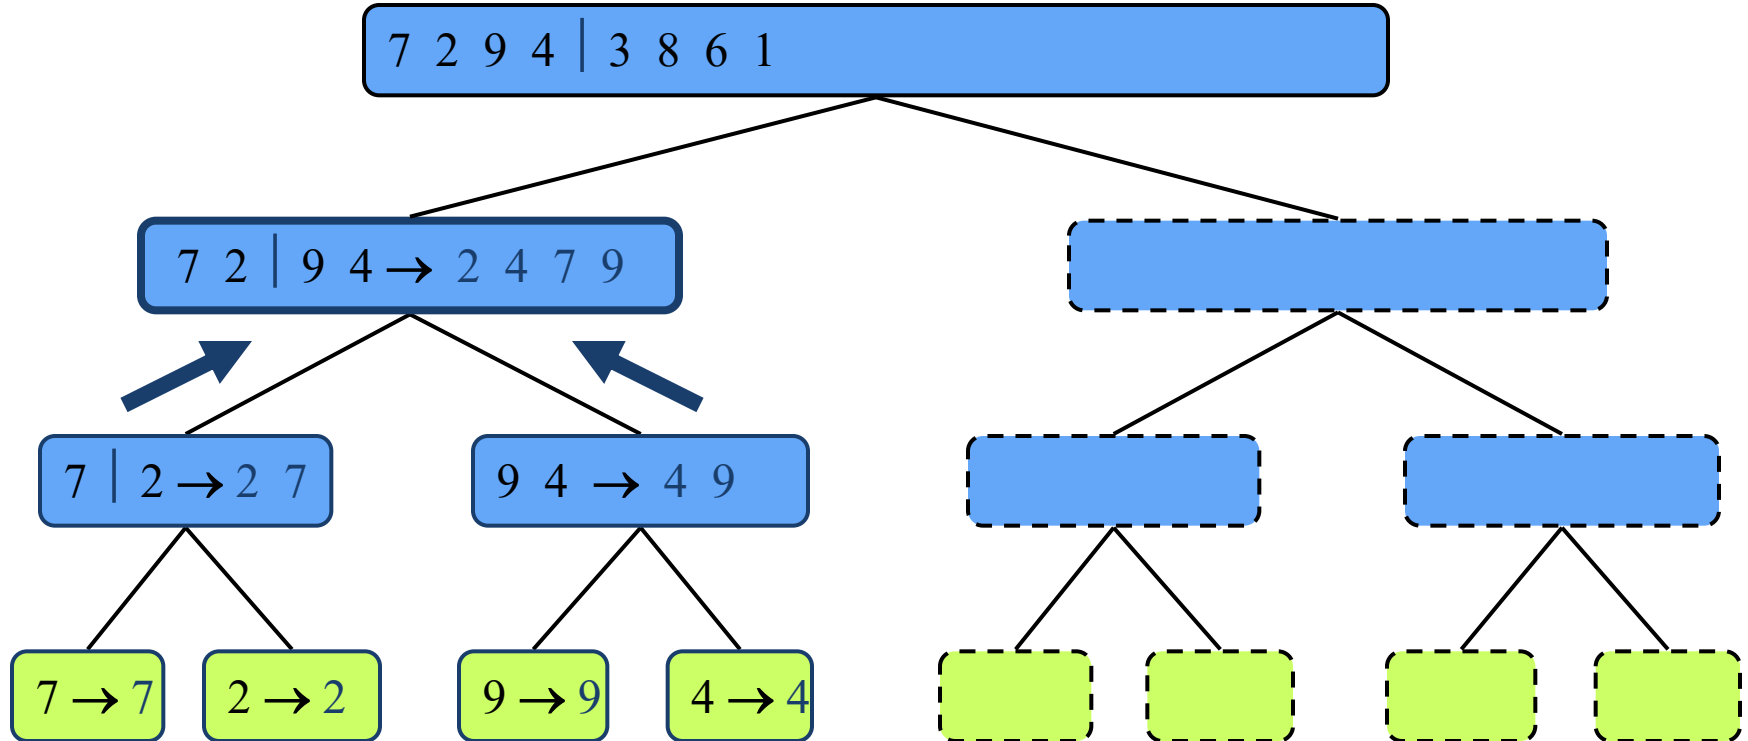 7 2 9 4 | 3 8 6 1
7 2 | 9 4 → 2 4 7 9
7 | 2 → 2 7
9 4 → 4 9
7 → 7
2 → 2
9 → 9
4 → 4